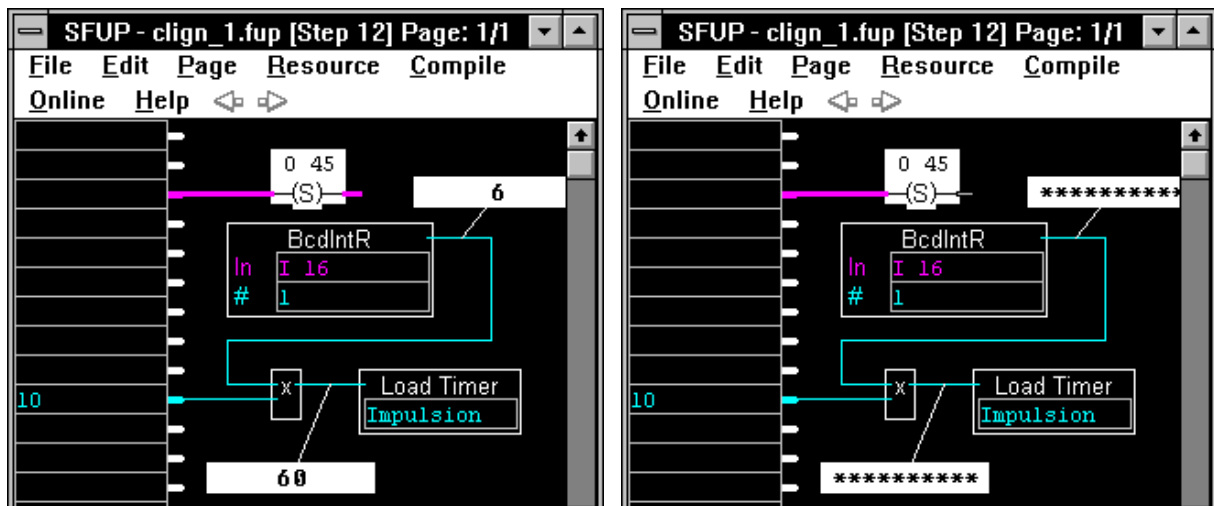 SFUP - clign_1.fup [Step 12] Page: 1/1
File Edit Page Resource Compile
Online Help
0 45
(S)
6
BcdIntR
In I 16
# 1
10
x
Load Timer
Impulsion
60
SFUP - clign_1.fup [Step 12] Page: 1/1
File Edit Page Resource Compile
Online Help
0 45
(S)
**********
BcdIntR
In I 16
# 1
10
x
Load Timer
Impulsion
**********